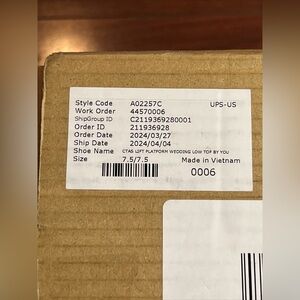 Style Code A02257C UPS-US
Work Order 44570006
ShipGroup ID C2119369280001
Order ID 211936928
Order Date 2024/03/27
Ship Date 2024/04/04
Shoe Name CTAS LIFT PLATFORM WEDDING LOW TOP BY YOU
Size 7.5/7.5 Made in Vietnam
0006